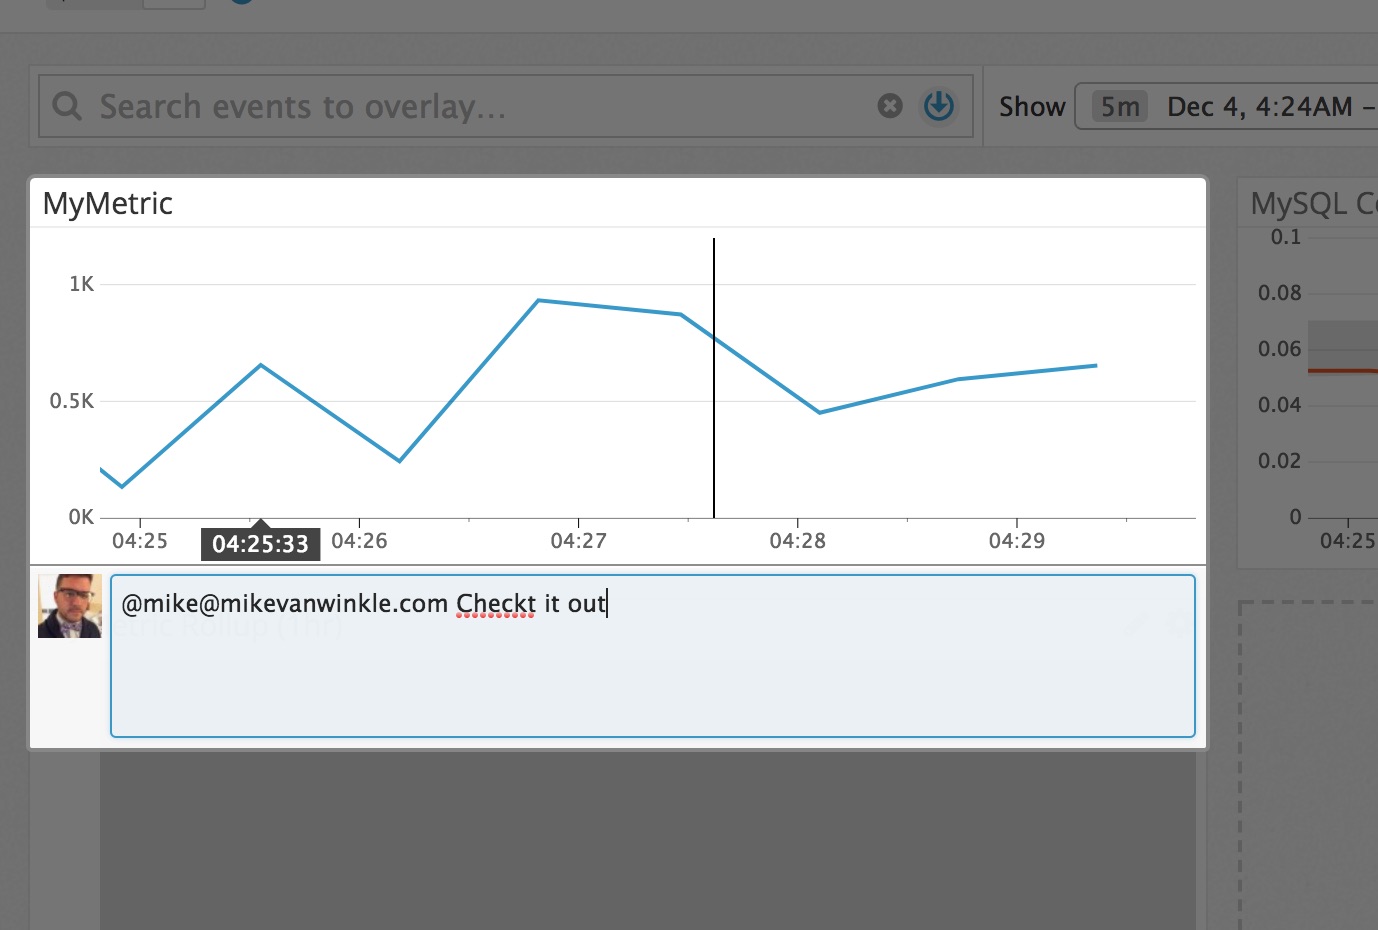 Search events to overlay...
Show 5m Dec 4, 4:24AM –
MyMetric
1K
0.5K
0K
04:25 04:25:33 04:26 04:27 04:28 04:29
@mike@mikevanwinkle.com Checkt it out
MySQL
0.1
0.08
0.06
0.04
0.02
0
04:25